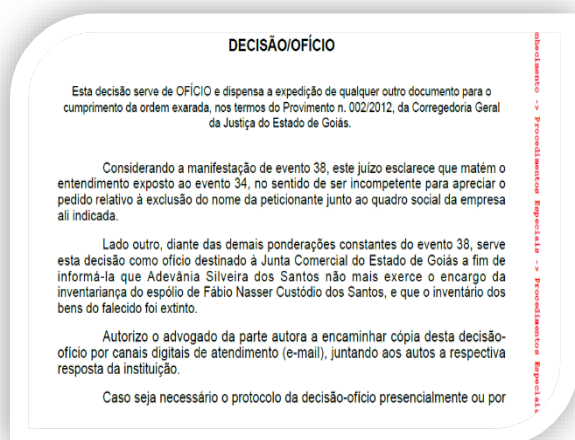 DECISÃO/OFÍCIO
Esta decisão serve de OFÍCIO e dispensa a expedição de qualquer outro documento para o
cumprimento da ordem exarada, nos termos do Provimento n. 002/2012, da Corregedoria Geral
da Justiça do Estado de Goiás.
Considerando a manifestação de evento 38, este juízo esclarece que matém o
entendimento exposto ao evento 34, no sentido de ser incompetente para apreciar o
pedido relativo à exclusão do nome da peticionante junto ao quadro social da empresa
ali indicada.
Lado outro, diante das demais ponderações constantes do evento 38, serve
esta decisão como ofício destinado à Junta Comercial do Estado de Goiás a fim de
informá-la que Adevânia Silveira dos Santos não mais exerce o encargo da
inventariança do espólio de Fábio Nasser Custódio dos Santos, e que o inventário dos
bens do falecido foi extinto.
Autorizo o advogado da parte autora a encaminhar cópia desta decisão-
ofício por canais digitais de atendimento (e-mail), juntando aos autos a respectiva
resposta da instituição.
Caso seja necessário o protocolo da decisão-ofício presencialmente ou por
nhecimento -> Procedimentos Especiais -> Procedimentos Especiais